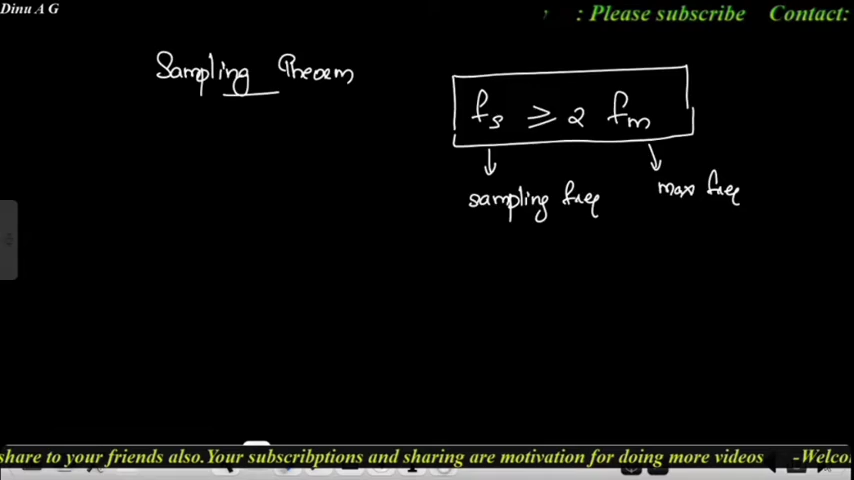 Dinu A G
: Please subscribe Contact:
Sampling Theorem
fs ≥ 2 fm
sampling freq
max freq
share to your friends also.Your subscribptions and sharing are motivation for doing more videos -Welco